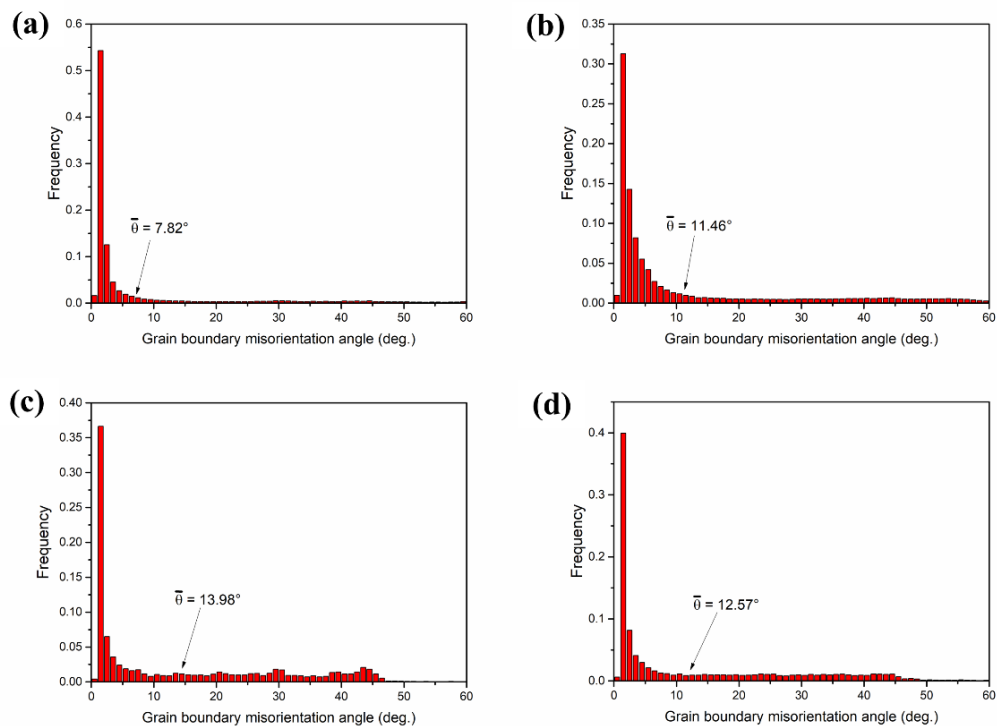 (a)
0.6
0.5
0.4
0.3
0.2
0.1
0.0
Frequency
θ̄ = 7.82°
0 10 20 30 40 50 60
Grain boundary misorientation angle (deg.)
(b)
0.35
0.30
0.25
0.20
0.15
0.10
0.05
0.00
Frequency
θ̄ = 11.46°
0 10 20 30 40 50 60
Grain boundary misorientation angle (deg.)
(c)
0.40
0.35
0.30
0.25
0.20
0.15
0.10
0.05
0.00
Frequency
θ̄ = 13.98°
0 10 20 30 40 50 60
Grain boundary misorientation angle (deg.)
(d)
0.4
0.3
0.2
0.1
0.0
Frequency
θ̄ = 12.57°
0 10 20 30 40 50 60
Grain boundary misorientation angle (deg.)